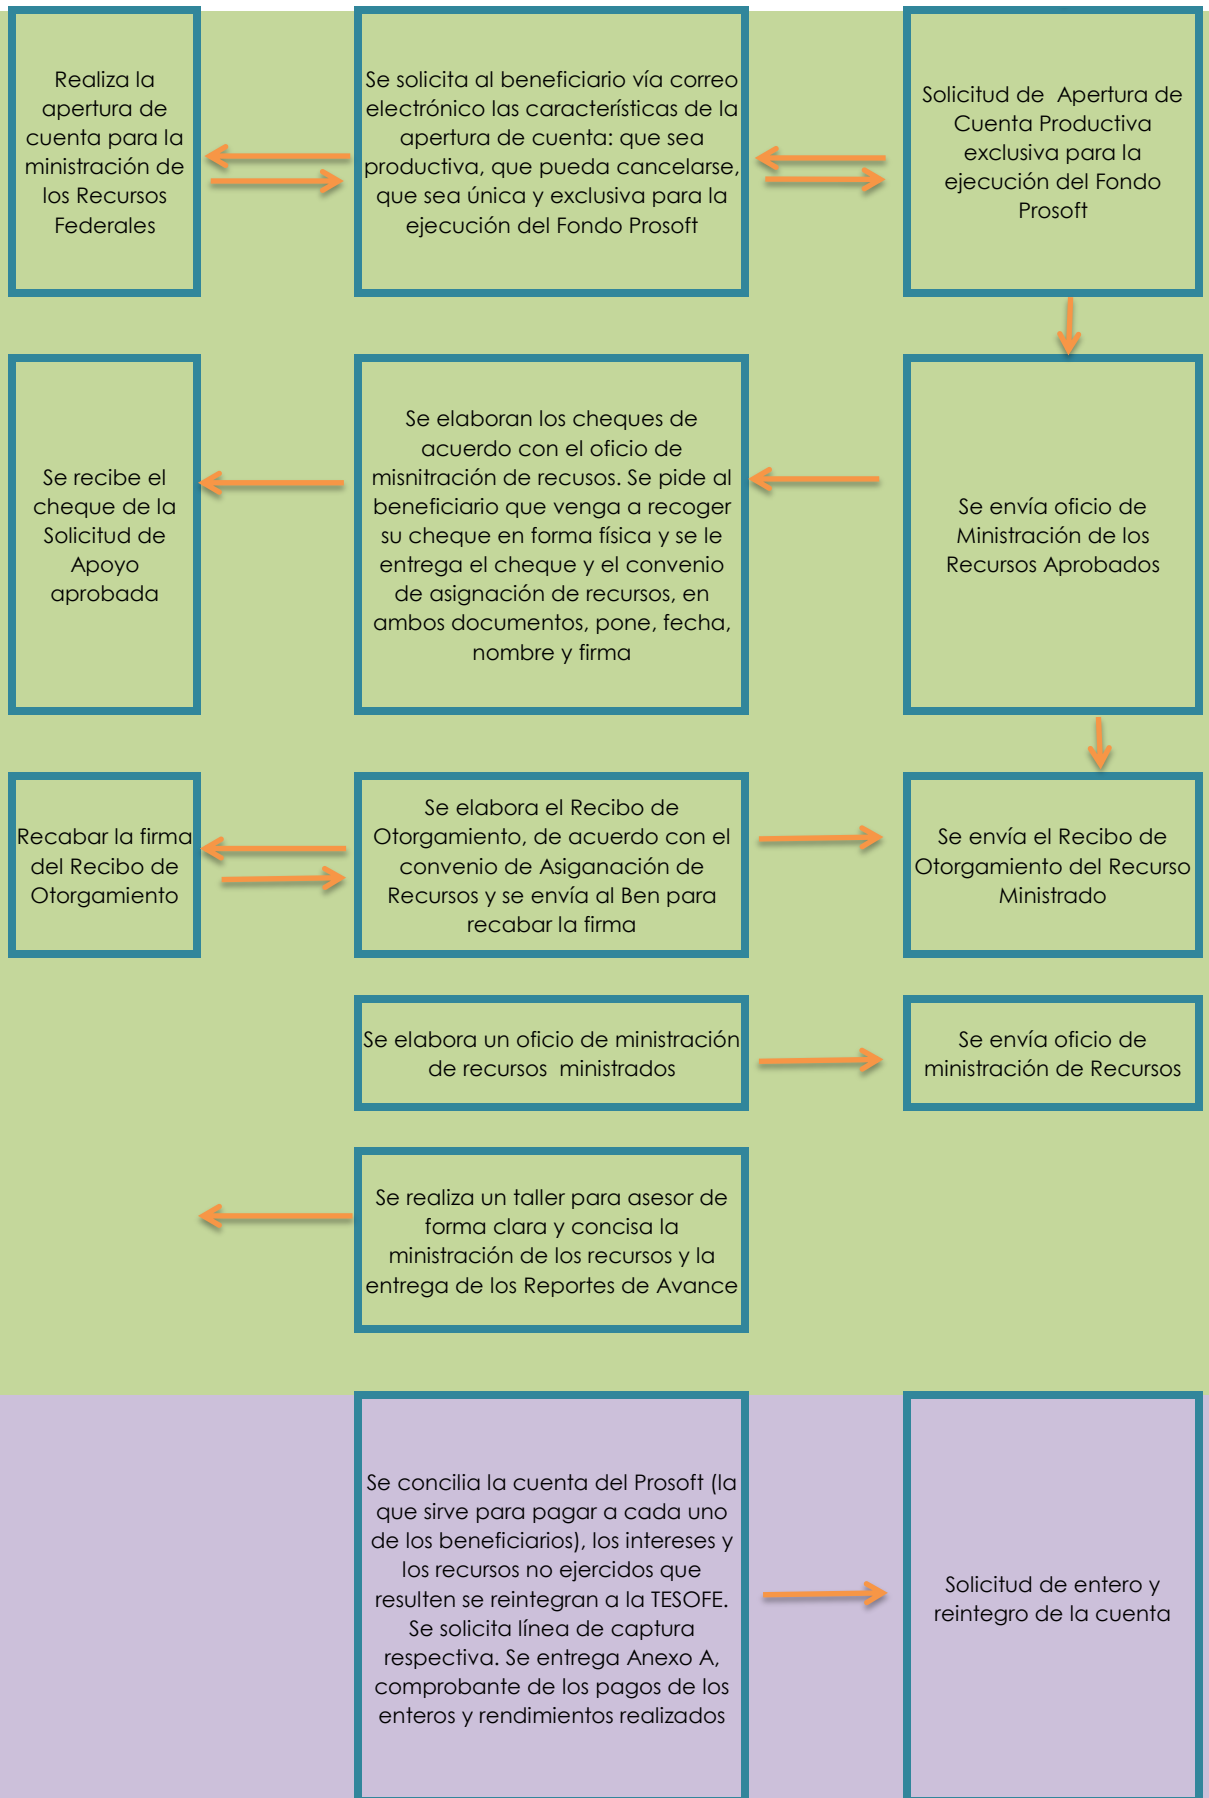 Realiza la
apertura de
cuenta para la
ministración de
los Recursos
Federales
Se solicita al beneficiario vía correo
electrónico las características de la
apertura de cuenta: que sea
productiva, que pueda cancelarse,
que sea única y exclusiva para la
ejecución del Fondo Prosoft
Solicitud de Apertura de
Cuenta Productiva
exclusiva para la
ejecución del Fondo
Prosoft
Se recibe el
cheque de la
Solicitud de
Apoyo
aprobada
Se elaboran los cheques de
acuerdo con el oficio de
misnitración de recusos. Se pide al
beneficiario que venga a recoger
su cheque en forma física y se le
entrega el cheque y el convenio
de asignación de recursos, en
ambos documentos, pone, fecha,
nombre y firma
Se envía oficio de
Ministración de los
Recursos Aprobados
Recabar la firma
del Recibo de
Otorgamiento
Se elabora el Recibo de
Otorgamiento, de acuerdo con el
convenio de Asiganación de
Recursos y se envía al Ben para
recabar la firma
Se envía el Recibo de
Otorgamiento del Recurso
Ministrado
Se elabora un oficio de ministración
de recursos ministrados
Se envía oficio de
ministración de Recursos
Se realiza un taller para asesor de
forma clara y concisa la
ministración de los recursos y la
entrega de los Reportes de Avance
Se concilia la cuenta del Prosoft (la
que sirve para pagar a cada uno
de los beneficiarios), los intereses y
los recursos no ejercidos que
resulten se reintegran a la TESOFE.
Se solicita línea de captura
respectiva. Se entrega Anexo A,
comprobante de los pagos de los
enteros y rendimientos realizados
Solicitud de entero y
reintegro de la cuenta